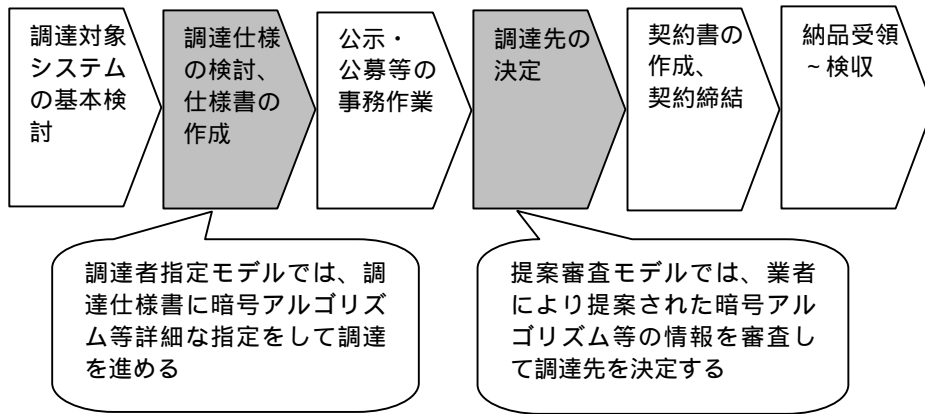 調達対象
システム
の基本検
討
調達仕様
の検討、
仕様書の
作成
公示・
公募等の
事務作業
調達先の
決定
契約書の
作成、
契約締結
納品受領
~検収
調達者指定モデルでは、調
達仕様書に暗号アルゴリズ
ム等詳細な指定をして調達
を進める
提案審査モデルでは、業者
により提案された暗号アル
ゴリズム等の情報を審査し
て調達先を決定する